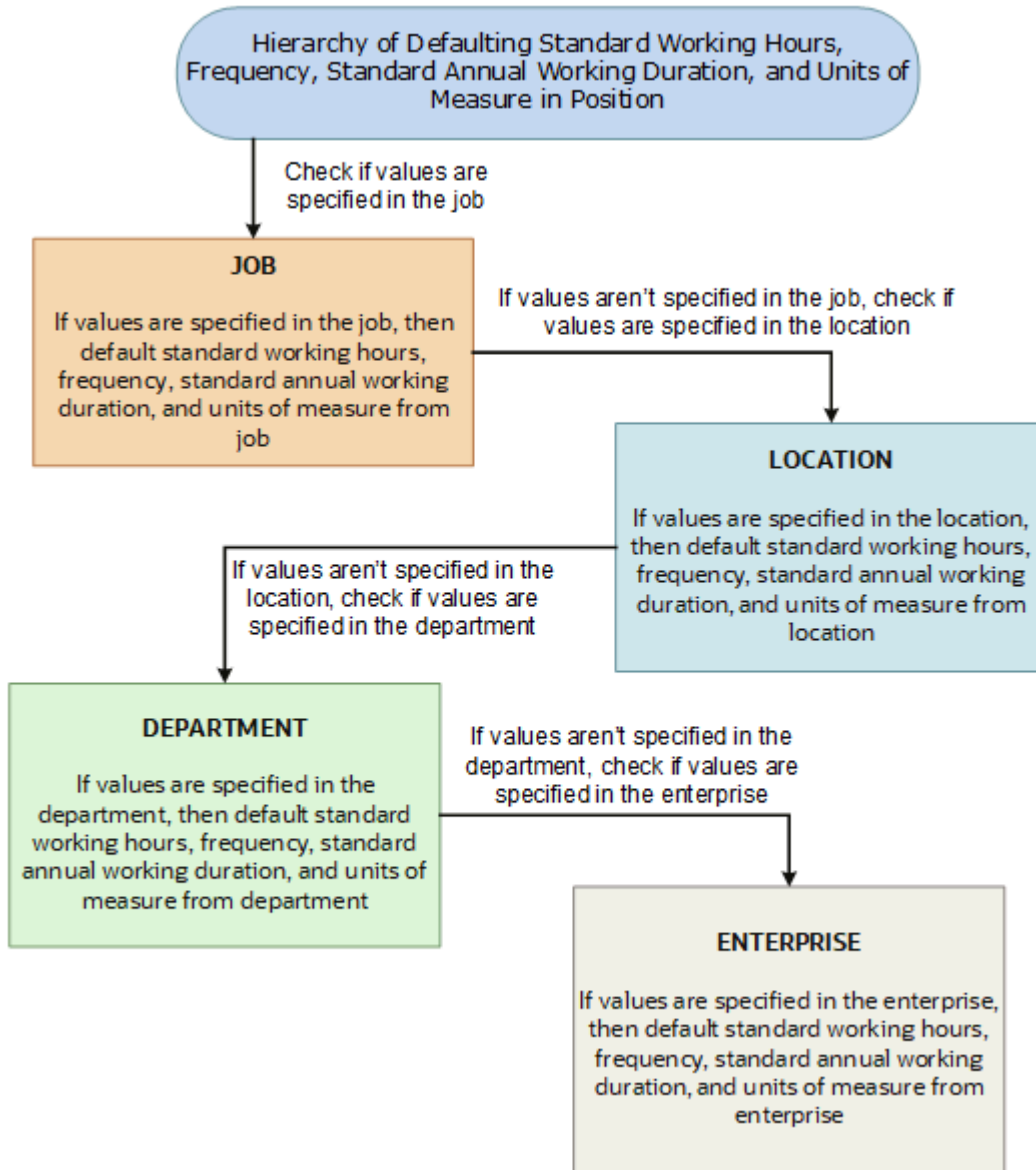 Hierarchy of Defaulting Standard Working Hours,
Frequency, Standard Annual Working Duration, and Units of
Measure in Position
Check if values are
specified in the job
JOB
If values are specified in the job, then
default standard working hours,
frequency, standard annual working
duration, and units of measure from
job
If values aren't specified in the job, check if
values are specified in the location
LOCATION
If values are specified in the location,
then default standard working hours,
frequency, standard annual working
duration, and units of measure from
location
If values aren't specified in the
location, check if values are
specified in the department
DEPARTMENT
If values are specified in the
department, then default standard
working hours, frequency, standard
annual working duration, and units of
measure from department
If values aren't specified in the
department, check if values are
specified in the enterprise
ENTERPRISE
If values are specified in the enterprise,
then default standard working hours,
frequency, standard annual working
duration, and units of measure from
enterprise